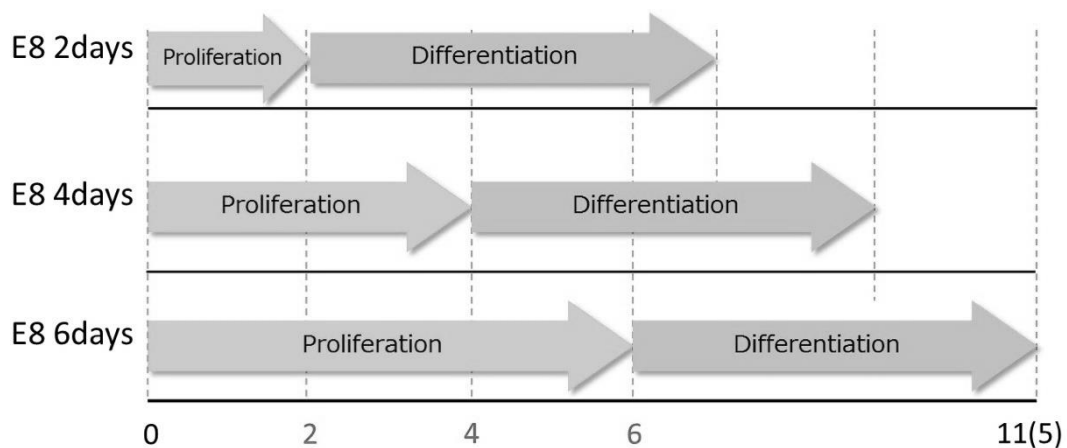 E8 2days
Proliferation
Differentiation
E8 4days
Proliferation
Differentiation
E8 6days
Proliferation
Differentiation
0 2 4 6 11(5)